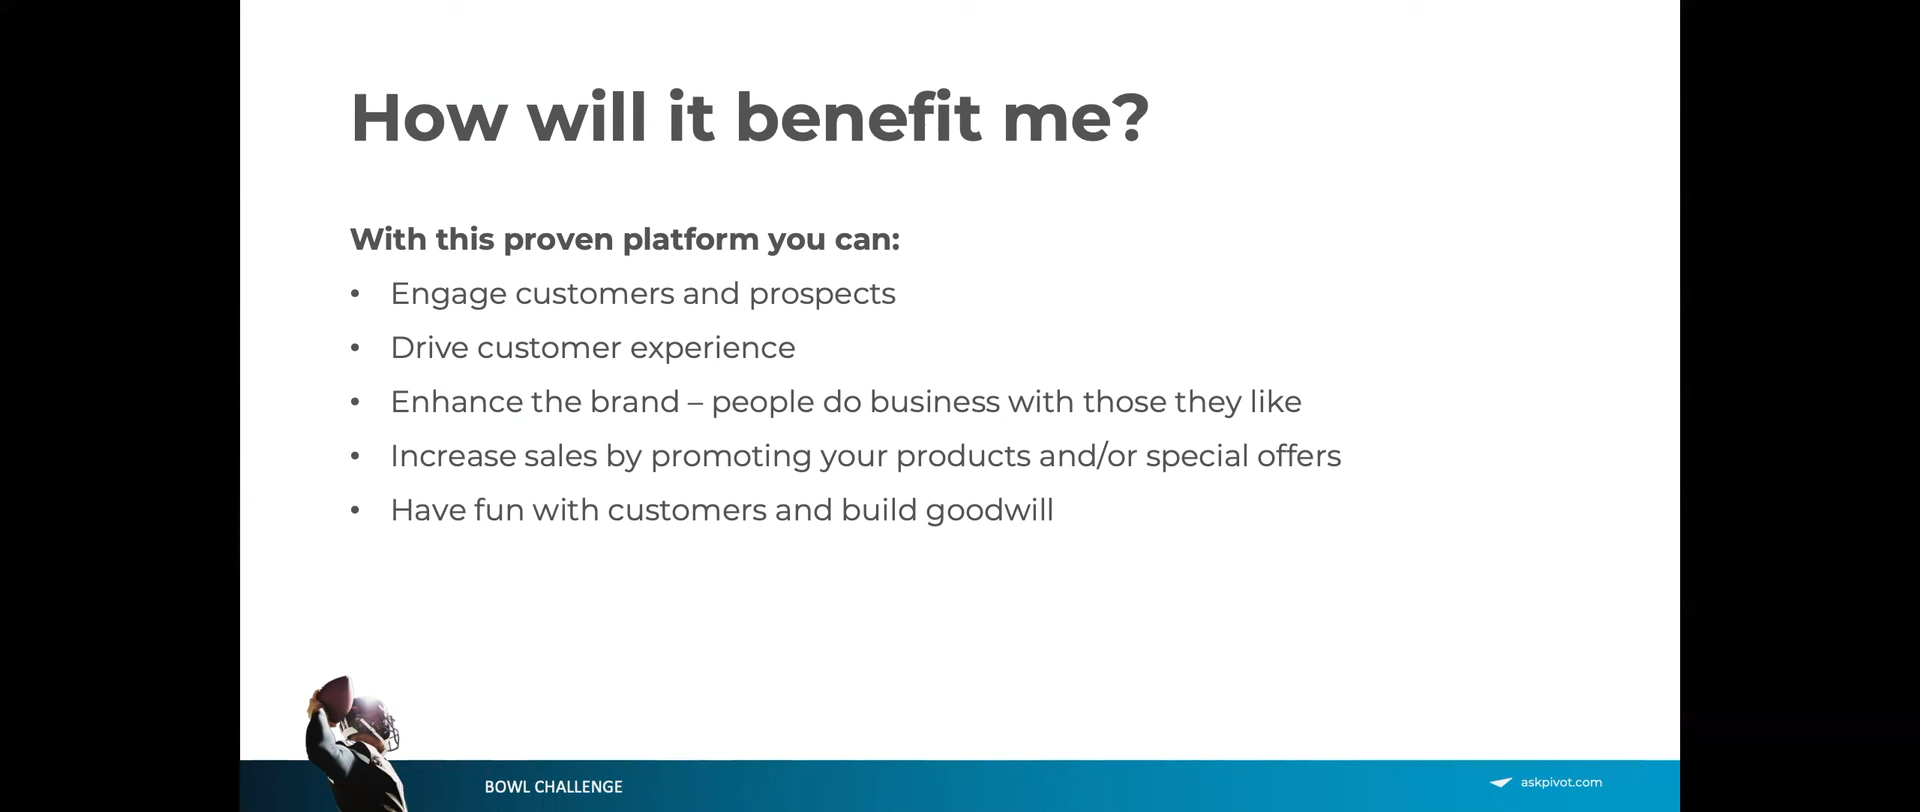 How will it benefit me?
With this proven platform you can:
• Engage customers and prospects
• Drive customer experience
• Enhance the brand – people do business with those they like
• Increase sales by promoting your products and/or special offers
• Have fun with customers and build goodwill
BOWL CHALLENGE
askpivot.com